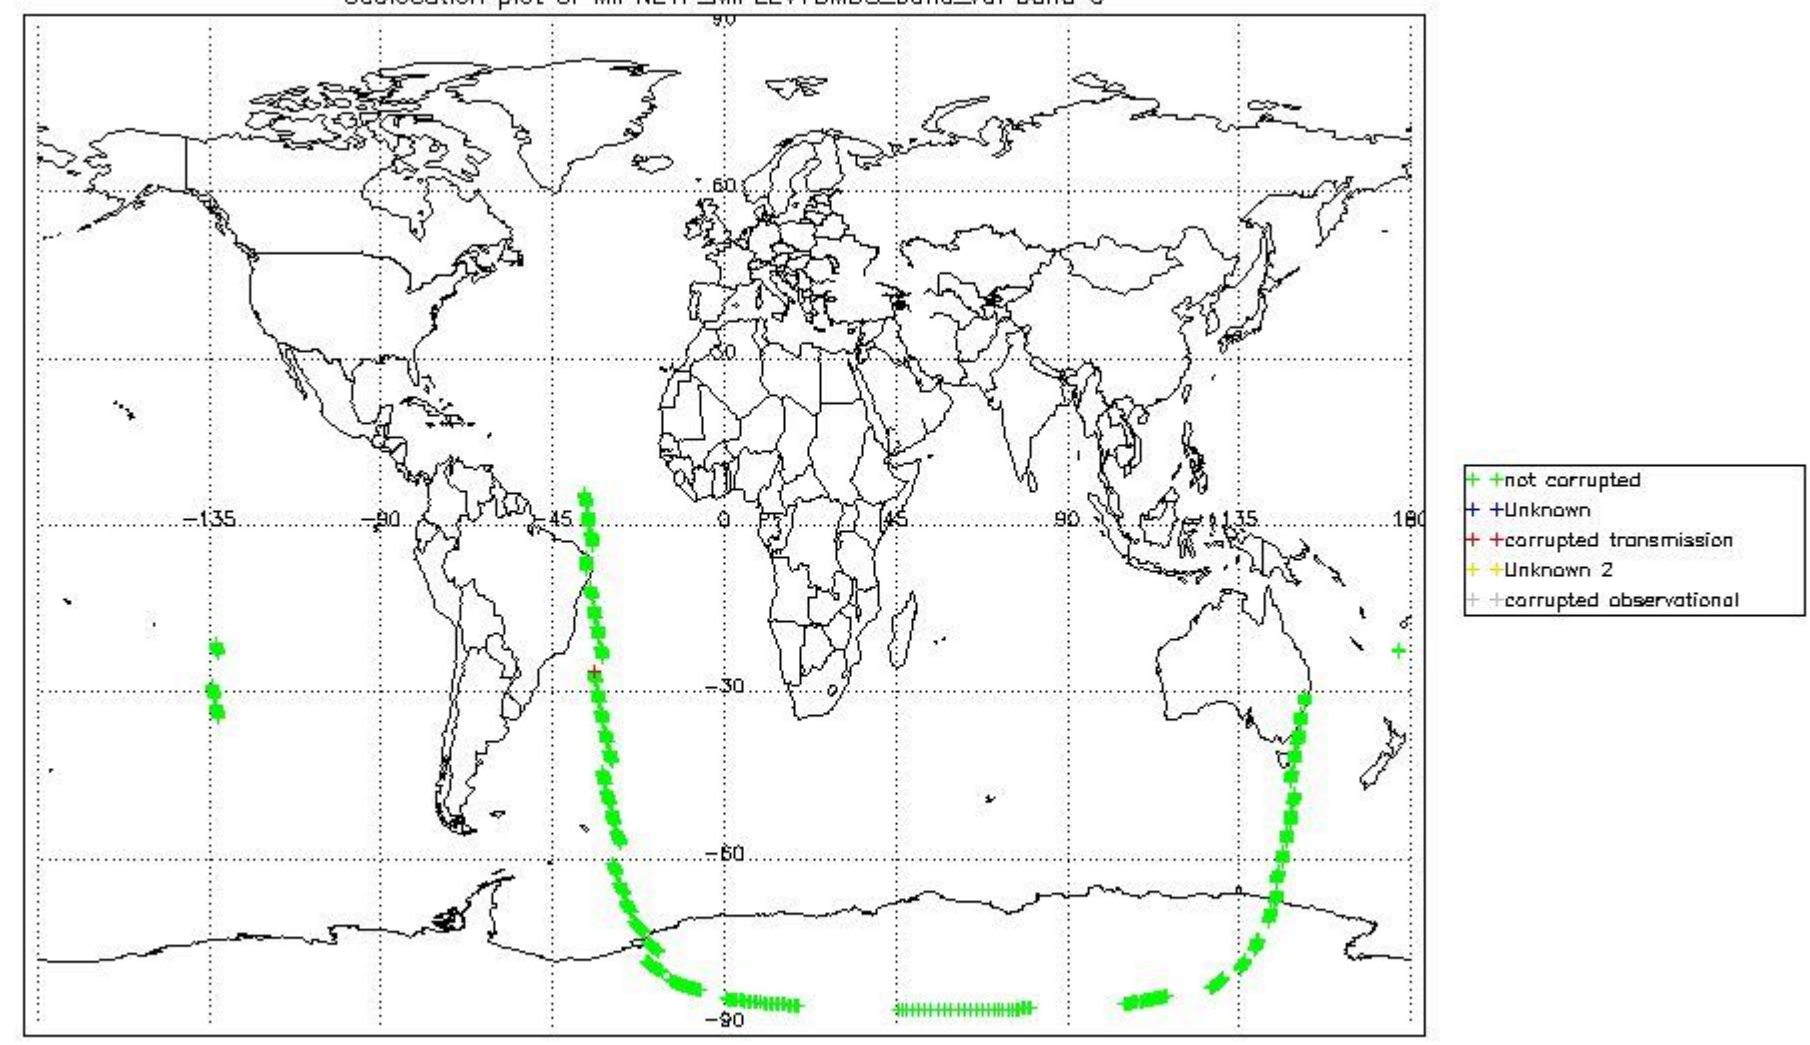 90
60
30
-135 -90 -45 0 45 90 135 180
-30
-60
-90
+ +not corrupted
+ +Unknown
+ +corrupted transmission
+ +Unknown 2
+ +corrupted observational